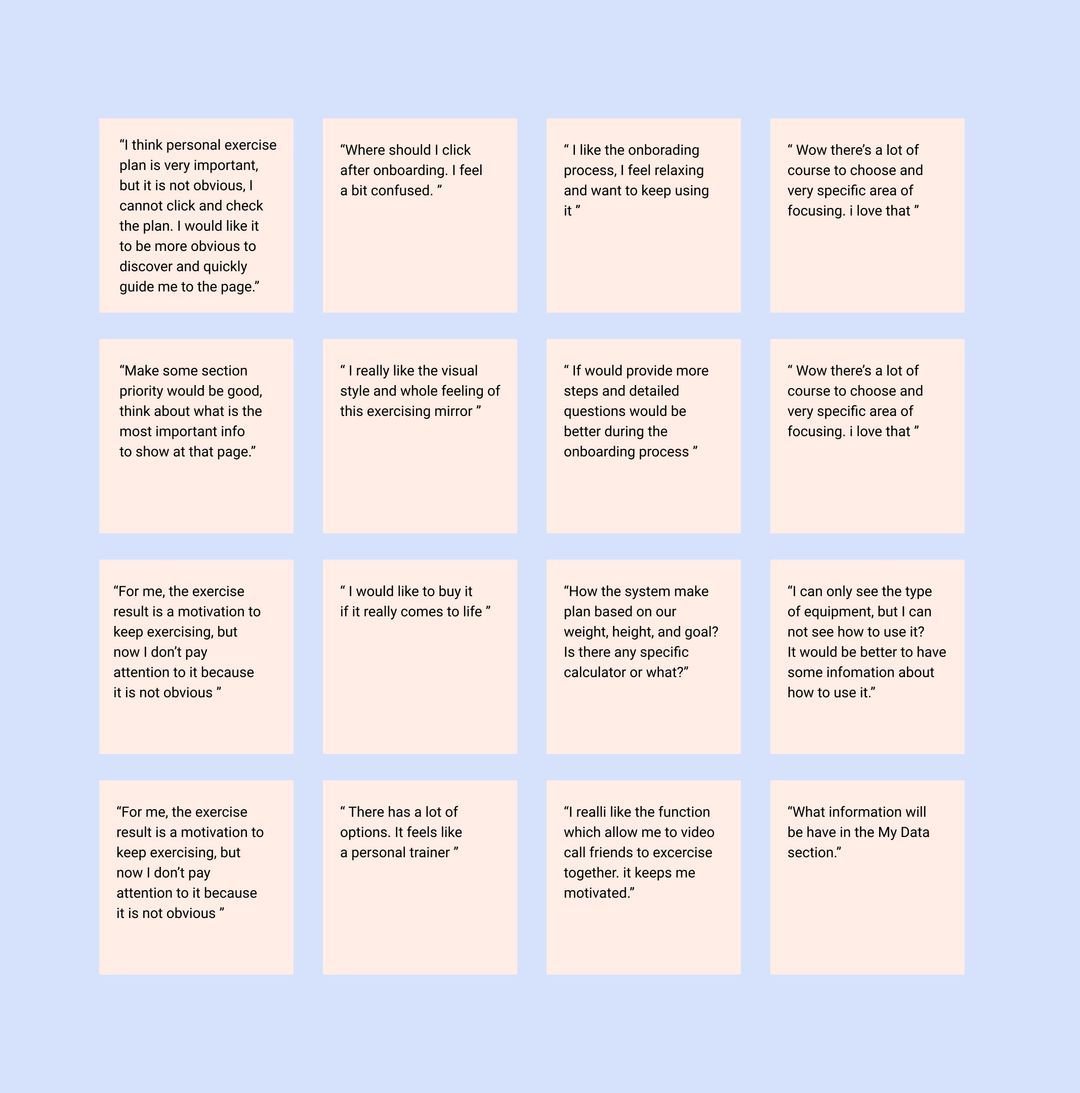 “I think personal exercise
plan is very important,
but it is not obvious, I
cannot click and check
the plan. I would like it
to be more obvious to
discover and quickly
guide me to the page.”
“Where should I click
after onboarding. I feel
a bit confused. ”
“ I like the onborading
process, I feel relaxing
and want to keep using
it ”
“ Wow there’s a lot of
course to choose and
very specific area of
focusing. i love that ”
“Make some section
priority would be good,
think about what is the
most important info
to show at that page.”
“ I really like the visual
style and whole feeling of
this exercising mirror ”
“ If would provide more
steps and detailed
questions would be
better during the
onboarding process ”
“ Wow there’s a lot of
course to choose and
very specific area of
focusing. i love that ”
“For me, the exercise
result is a motivation to
keep exercising, but
now I don’t pay
attention to it because
it is not obvious ”
“ I would like to buy it
if it really comes to life ”
“How the system make
plan based on our
weight, height, and goal?
Is there any specific
calculator or what?”
“I can only see the type
of equipment, but I can
not see how to use it?
It would be better to have
some infomation about
how to use it.”
“For me, the exercise
result is a motivation to
keep exercising, but
now I don’t pay
attention to it because
it is not obvious ”
“ There has a lot of
options. It feels like
a personal trainer ”
“I realli like the function
which allow me to video
call friends to excercise
together. it keeps me
motivated.”
“What information will
be have in the My Data
section.”